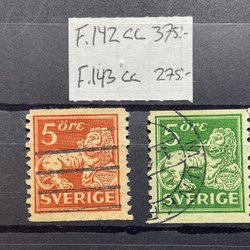 F.142 cc 375:-
F.143 cc 275:-
5 ÖRE
SVERIGE
5 ÖRE
SVERIGE